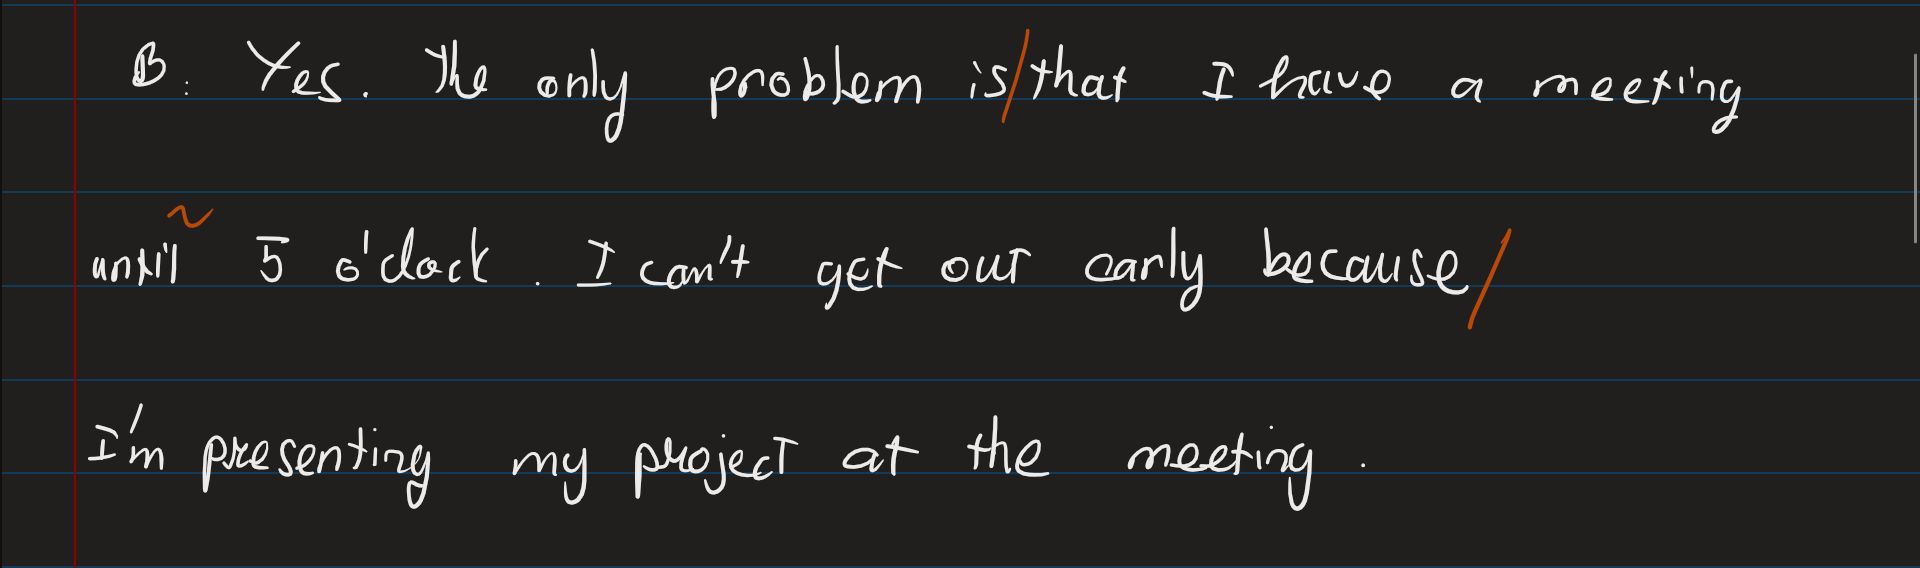 B: Yes. The only problem is/that I have a meeting
~
until 5 o'clock. I can't get out early because/
I'm presenting my project at the meeting.